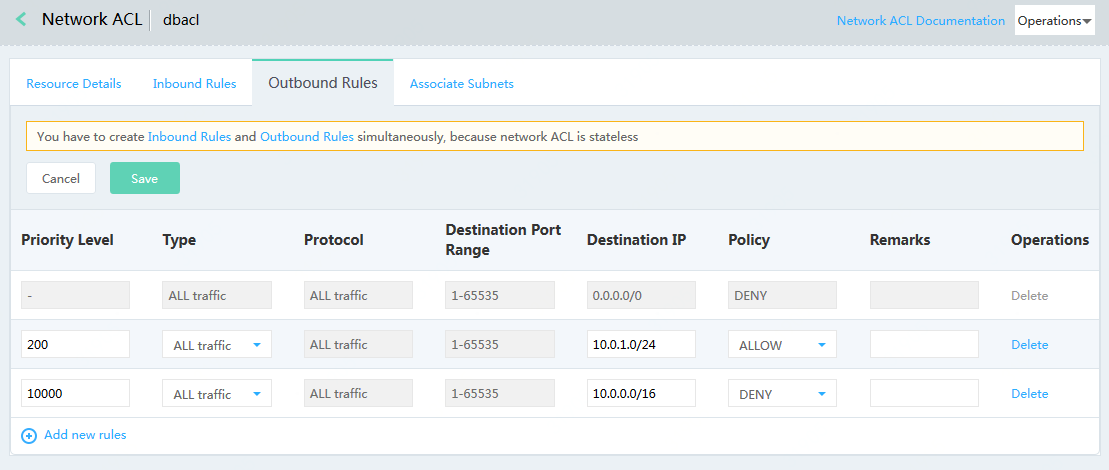 Network ACL dbacl Network ACL Documentation Operations
Resource Details Inbound Rules Outbound Rules Associate Subnets
You have to create Inbound Rules and Outbound Rules simultaneously, because network ACL is stateless
Cancel Save
Priority Level Type Protocol Destination Port Range Destination IP Policy Remarks Operations
- ALL traffic ALL traffic 1-65535 0.0.0.0/0 DENY Delete
200 ALL traffic ALL traffic 1-65535 10.0.1.0/24 ALLOW Delete
10000 ALL traffic ALL traffic 1-65535 10.0.0.0/16 DENY Delete
Add new rules